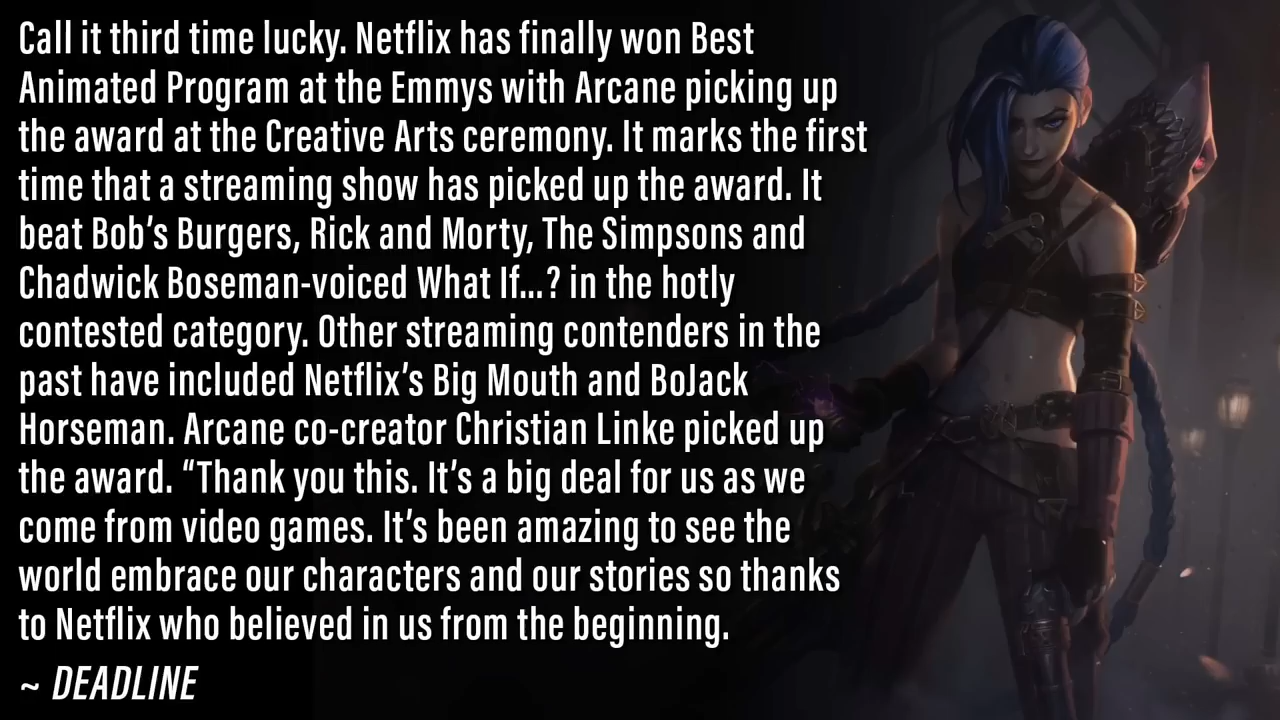 Call it third time lucky. Netflix has finally won Best
Animated Program at the Emmys with Arcane picking up
the award at the Creative Arts ceremony. It marks the first
time that a streaming show has picked up the award. It
beat Bob’s Burgers, Rick and Morty, The Simpsons and
Chadwick Boseman-voiced What If...? in the hotly
contested category. Other streaming contenders in the
past have included Netflix’s Big Mouth and BoJack
Horseman. Arcane co-creator Christian Linke picked up
the award. “Thank you this. It’s a big deal for us as we
come from video games. It’s been amazing to see the
world embrace our characters and our stories so thanks
to Netflix who believed in us from the beginning.
~ DEADLINE